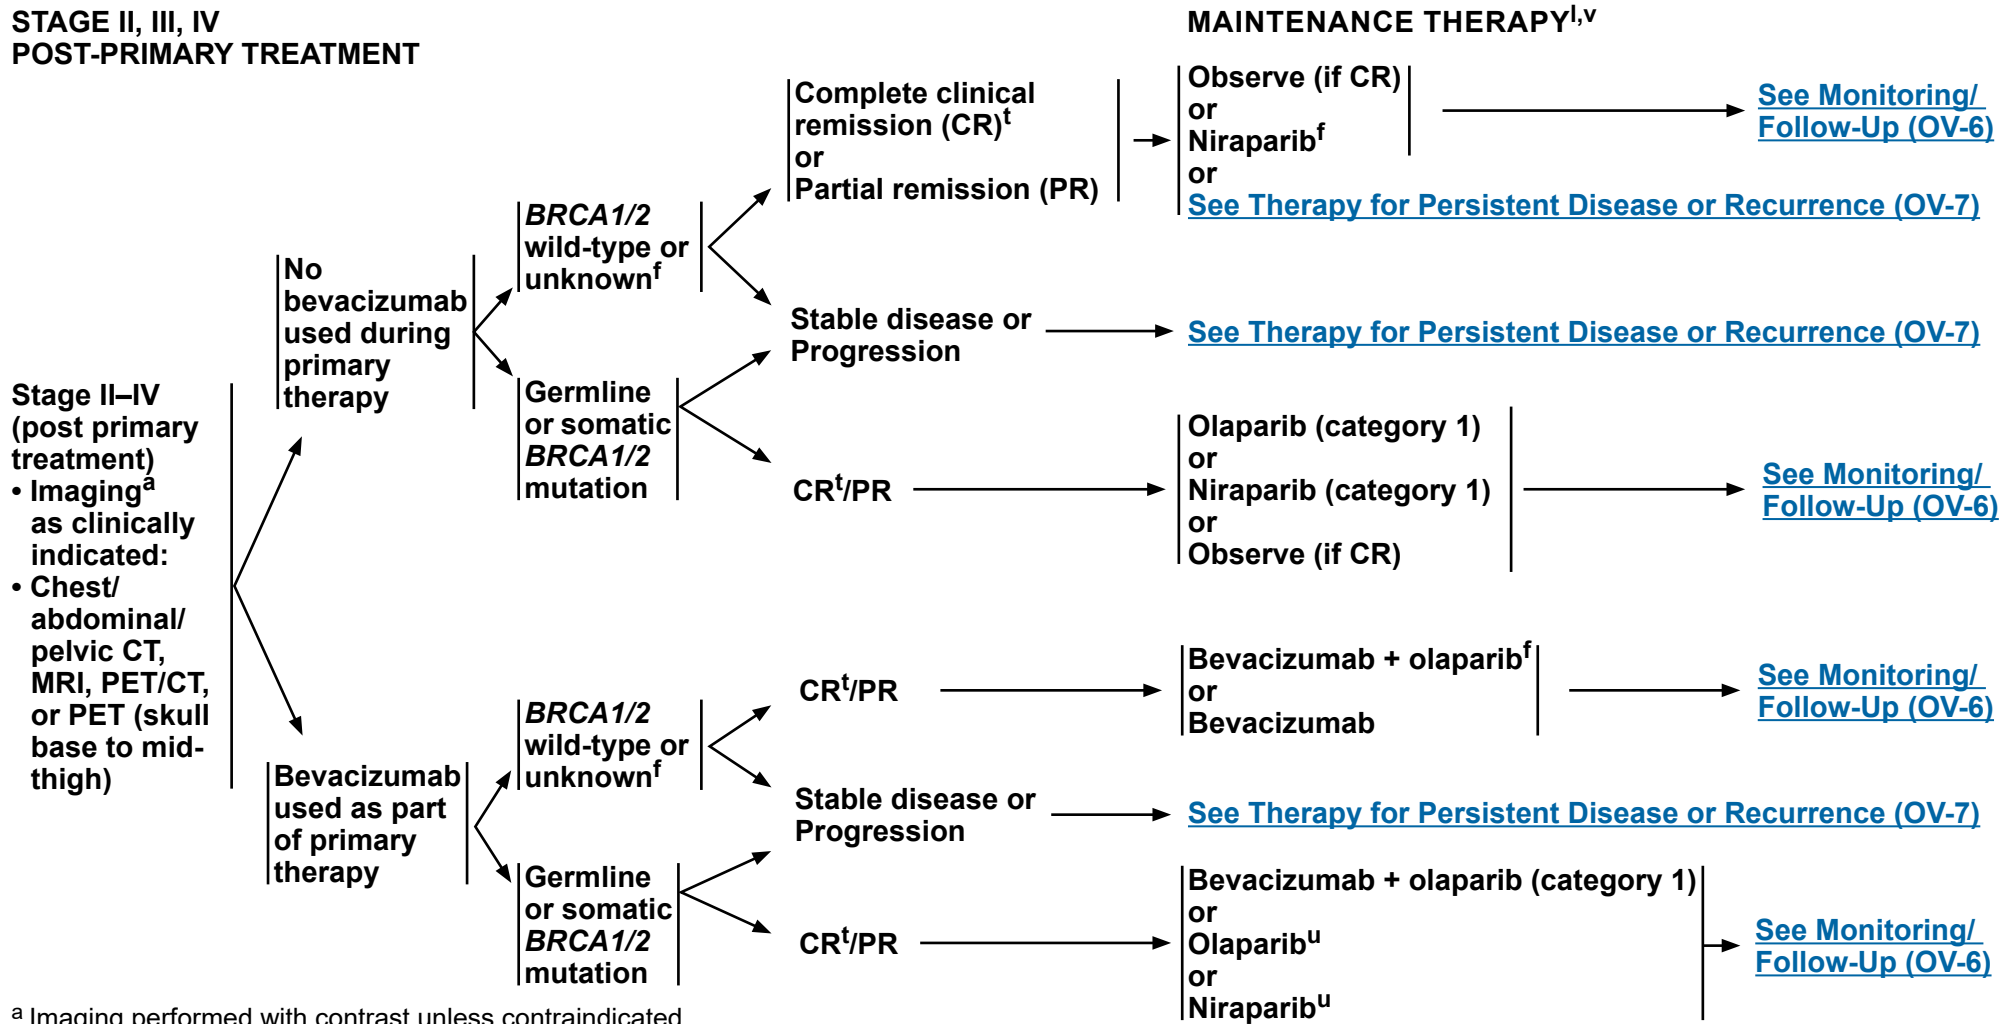 STAGE II, III, IV
POST-PRIMARY TREATMENT
MAINTENANCE THERAPYl,v
Stage II–IV
(post primary
treatment)
• Imaginga
as clinically
indicated:
• Chest/
abdominal/
pelvic CT,
MRI, PET/CT,
or PET (skull
base to mid-
thigh)
No
bevacizumab
used during
primary
therapy
BRCA1/2
wild-type or
unknownf
Complete clinical
remission (CR)t
or
Partial remission (PR)
Observe (if CR)
or
Niraparibf
or
See Therapy for Persistent Disease or Recurrence (OV-7)
See Monitoring/
Follow-Up (OV-6)
Stable disease or
Progression
See Therapy for Persistent Disease or Recurrence (OV-7)
Germline
or somatic
BRCA1/2
mutation
CRt/PR
Olaparib (category 1)
or
Niraparib (category 1)
or
Observe (if CR)
See Monitoring/
Follow-Up (OV-6)
Bevacizumab
used as part
of primary
therapy
BRCA1/2
wild-type or
unknownf
CRt/PR
Bevacizumab + olaparibf
or
Bevacizumab
See Monitoring/
Follow-Up (OV-6)
Stable disease or
Progression
See Therapy for Persistent Disease or Recurrence (OV-7)
Germline
or somatic
BRCA1/2
mutation
CRt/PR
Bevacizumab + olaparib (category 1)
or
Olaparibu
or
Niraparibu
See Monitoring/
Follow-Up (OV-6)
a Imaging performed with contrast unless contraindicated